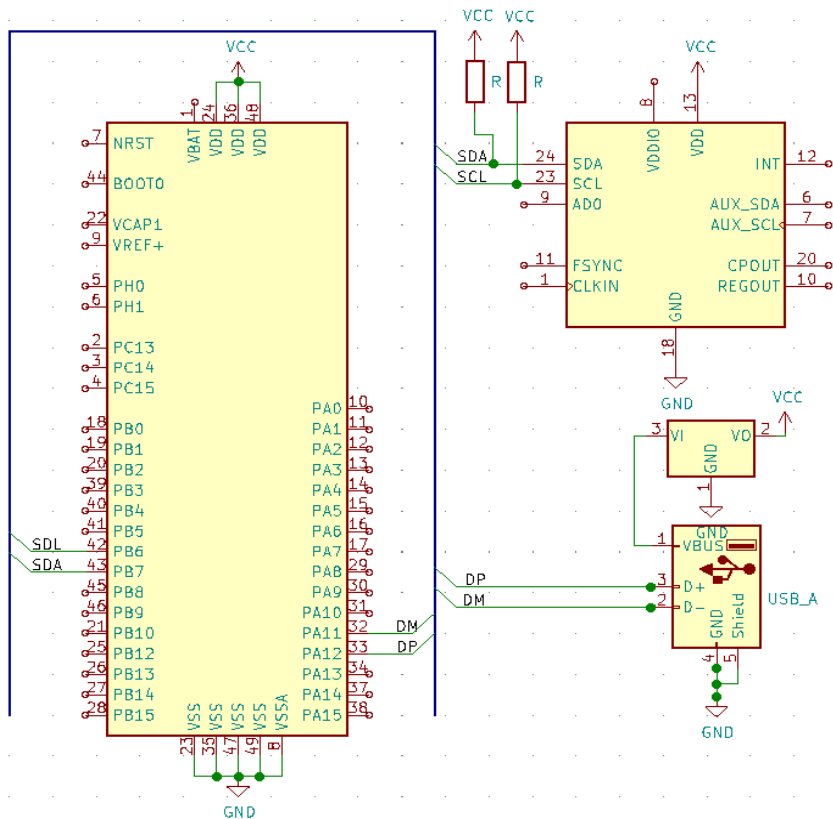 VCC
VCC
VCC
VCC
R
R
1
24
36
48
VBAT
VDD
VDD
VDD
8
13
VDDIO
VDD
7 NRST
44 BOOT0
22 VCAP1
9 VREF+
5 PH0
6 PH1
2 PC13
3 PC14
4 PC15
18 PB0
19 PB1
20 PB2
39 PB3
40 PB4
41 PB5
SDL 42 PB6
SDA 43 PB7
45 PB8
46 PB9
21 PB10
25 PB12
26 PB13
27 PB14
28 PB15
PA0 10
PA1 11
PA2 12
PA3 13
PA4 14
PA5 15
PA6 16
PA7 17
PA8 29
PA9 30
PA10 31
PA11 32 DM
PA12 33 DP
PA13 34
PA14 37
PA15 38
VSS
VSS
VSS
VSS
VSSA
23
35
47
49
8
GND
SDA 24 SDA
SCL 23 SCL
9 AD0
11 FSYNC
1 CLKIN
INT 12
AUX_SDA 6
AUX_SCL 7
CPOUT 20
REGOUT 10
GND
18
GND
VCC
3 VI
VO 2
GND
1
GND
1 VBUS
DP 3 D+
DM 2 D-
USB_A
GND
Shield
4
5
GND